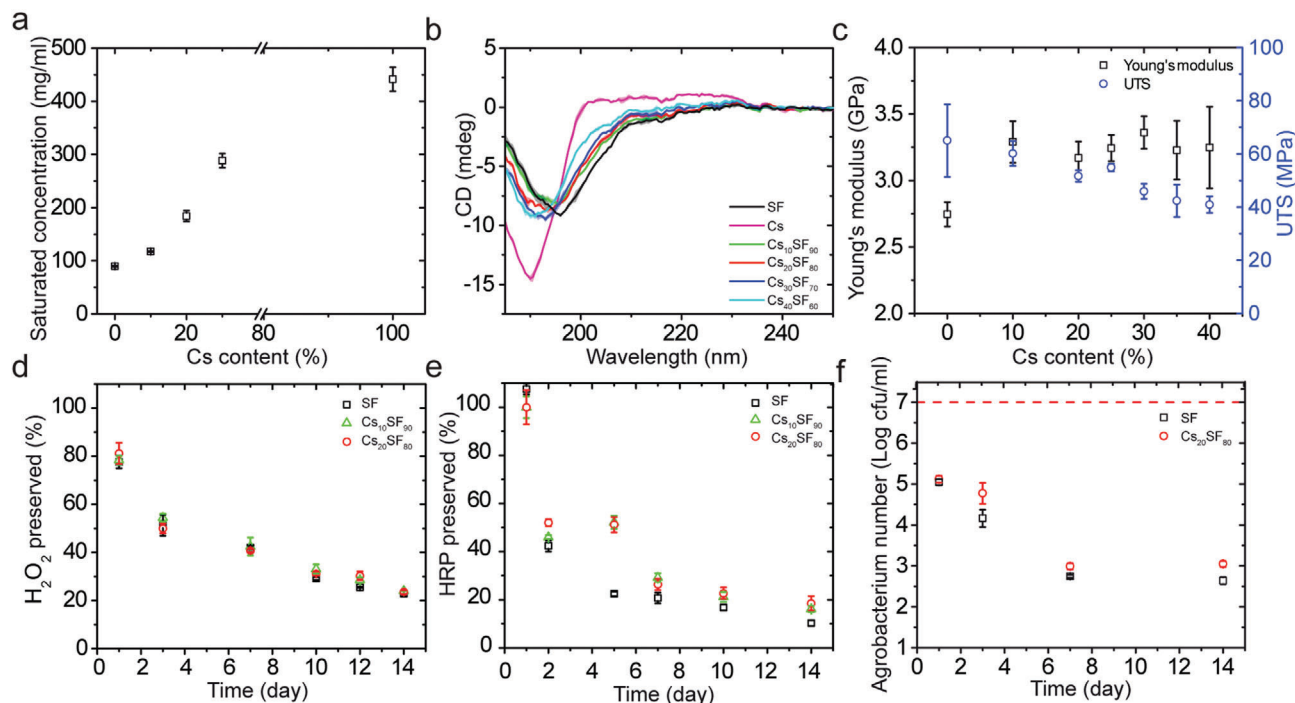 a
Saturated concentration (mg/ml)
500
400
300
200
100
0
0
20
80
100
Cs content (%)
b
CD (mdeg)
5
0
-5
-10
-15
200
220
240
Wavelength (nm)
SF
Cs
Cs10SF90
Cs20SF80
Cs30SF70
Cs40SF60
c
Young's modulus (GPa)
4.0
3.5
3.0
2.5
2.0
0
10
20
30
40
Cs content (%)
Young's modulus
UTS
100
80
60
40
20
0
UTS (MPa)
d
H2O2 preserved (%)
100
80
60
40
20
0
0
2
4
6
8
10
12
14
Time (day)
SF
Cs10SF90
Cs20SF80
e
HRP preserved (%)
100
80
60
40
20
0
0
2
4
6
8
10
12
14
Time (day)
SF
Cs10SF90
Cs20SF80
f
Agrobacterium number (Log cfu/ml)
7
5
4
3
2
1
0
2
4
6
8
10
12
14
Time (day)
SF
Cs20SF80